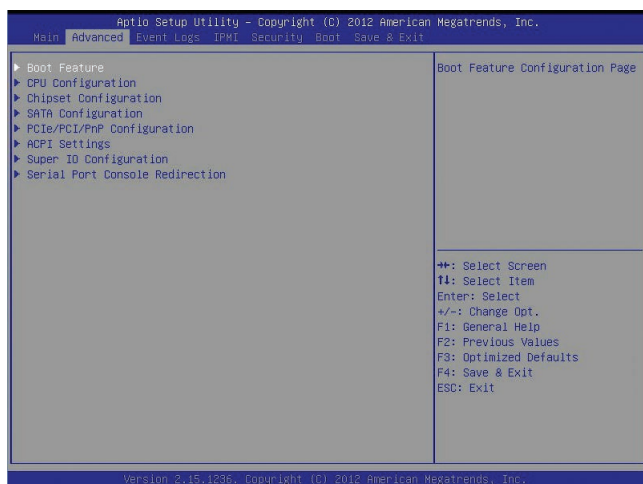 Aptio Setup Utility – Copyright (C) 2012 American Megatrends, Inc.
Main Advanced Event Logs IPMI Security Boot Save & Exit
Boot Feature
CPU Configuration
Chipset Configuration
SATA Configuration
PCIe/PCI/PnP Configuration
ACPI Settings
Super IO Configuration
Serial Port Console Redirection
Boot Feature Configuration Page
→←: Select Screen
↑↓: Select Item
Enter: Select
+/-: Change Opt.
F1: General Help
F2: Previous Values
F3: Optimized Defaults
F4: Save & Exit
ESC: Exit
Version 2.15.1236. Copyright (C) 2012 American Megatrends, Inc.